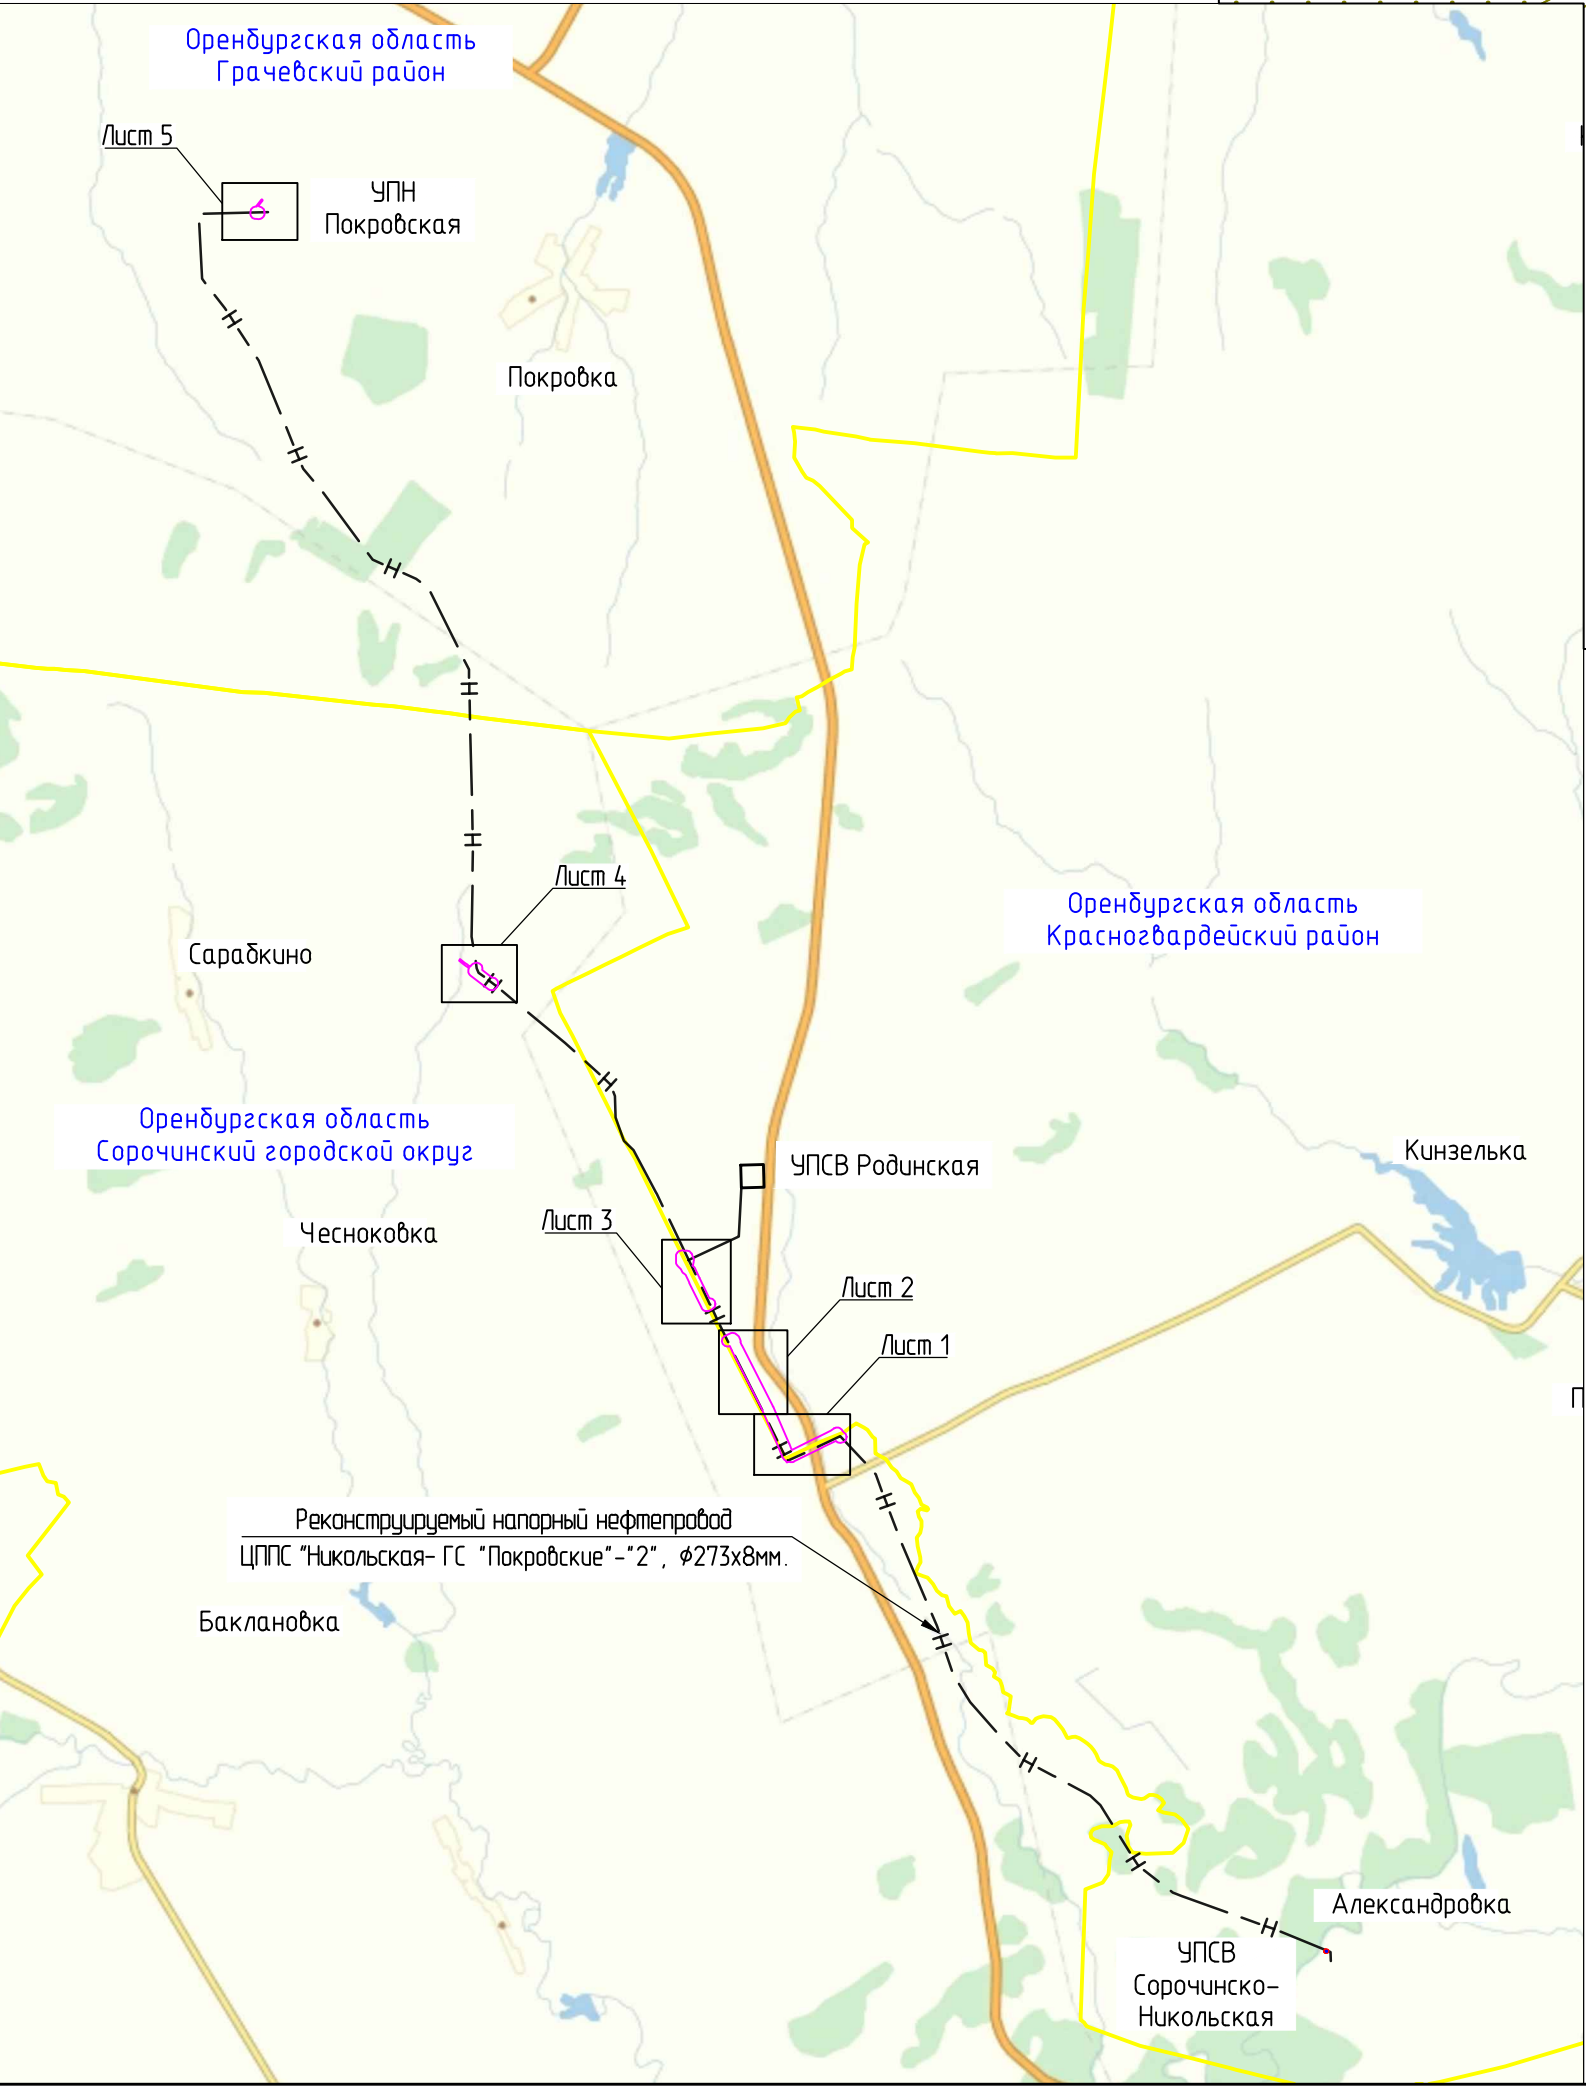 Оренбургская область
Грачевский район
Лист 5
УПН
Покровская
Покровка
Лист 4
Оренбургская область
Красногвардейский район
Сарабкино
Оренбургская область
Сорочинский городской округ
Кинзелька
УПСВ Родинская
Лист 3
Чесноковка
Лист 2
Лист 1
Реконструируемый напорный нефтепровод
ЦППС "Никольская- ГС "Покровские"-"2", Ø273х8мм.
Баклановка
Александровка
УПСВ
Сорочинско-
Никольская
Н
Н
Н
Н
Н
Н
Н
Н
Н
Н
Н
Н
Н
Н